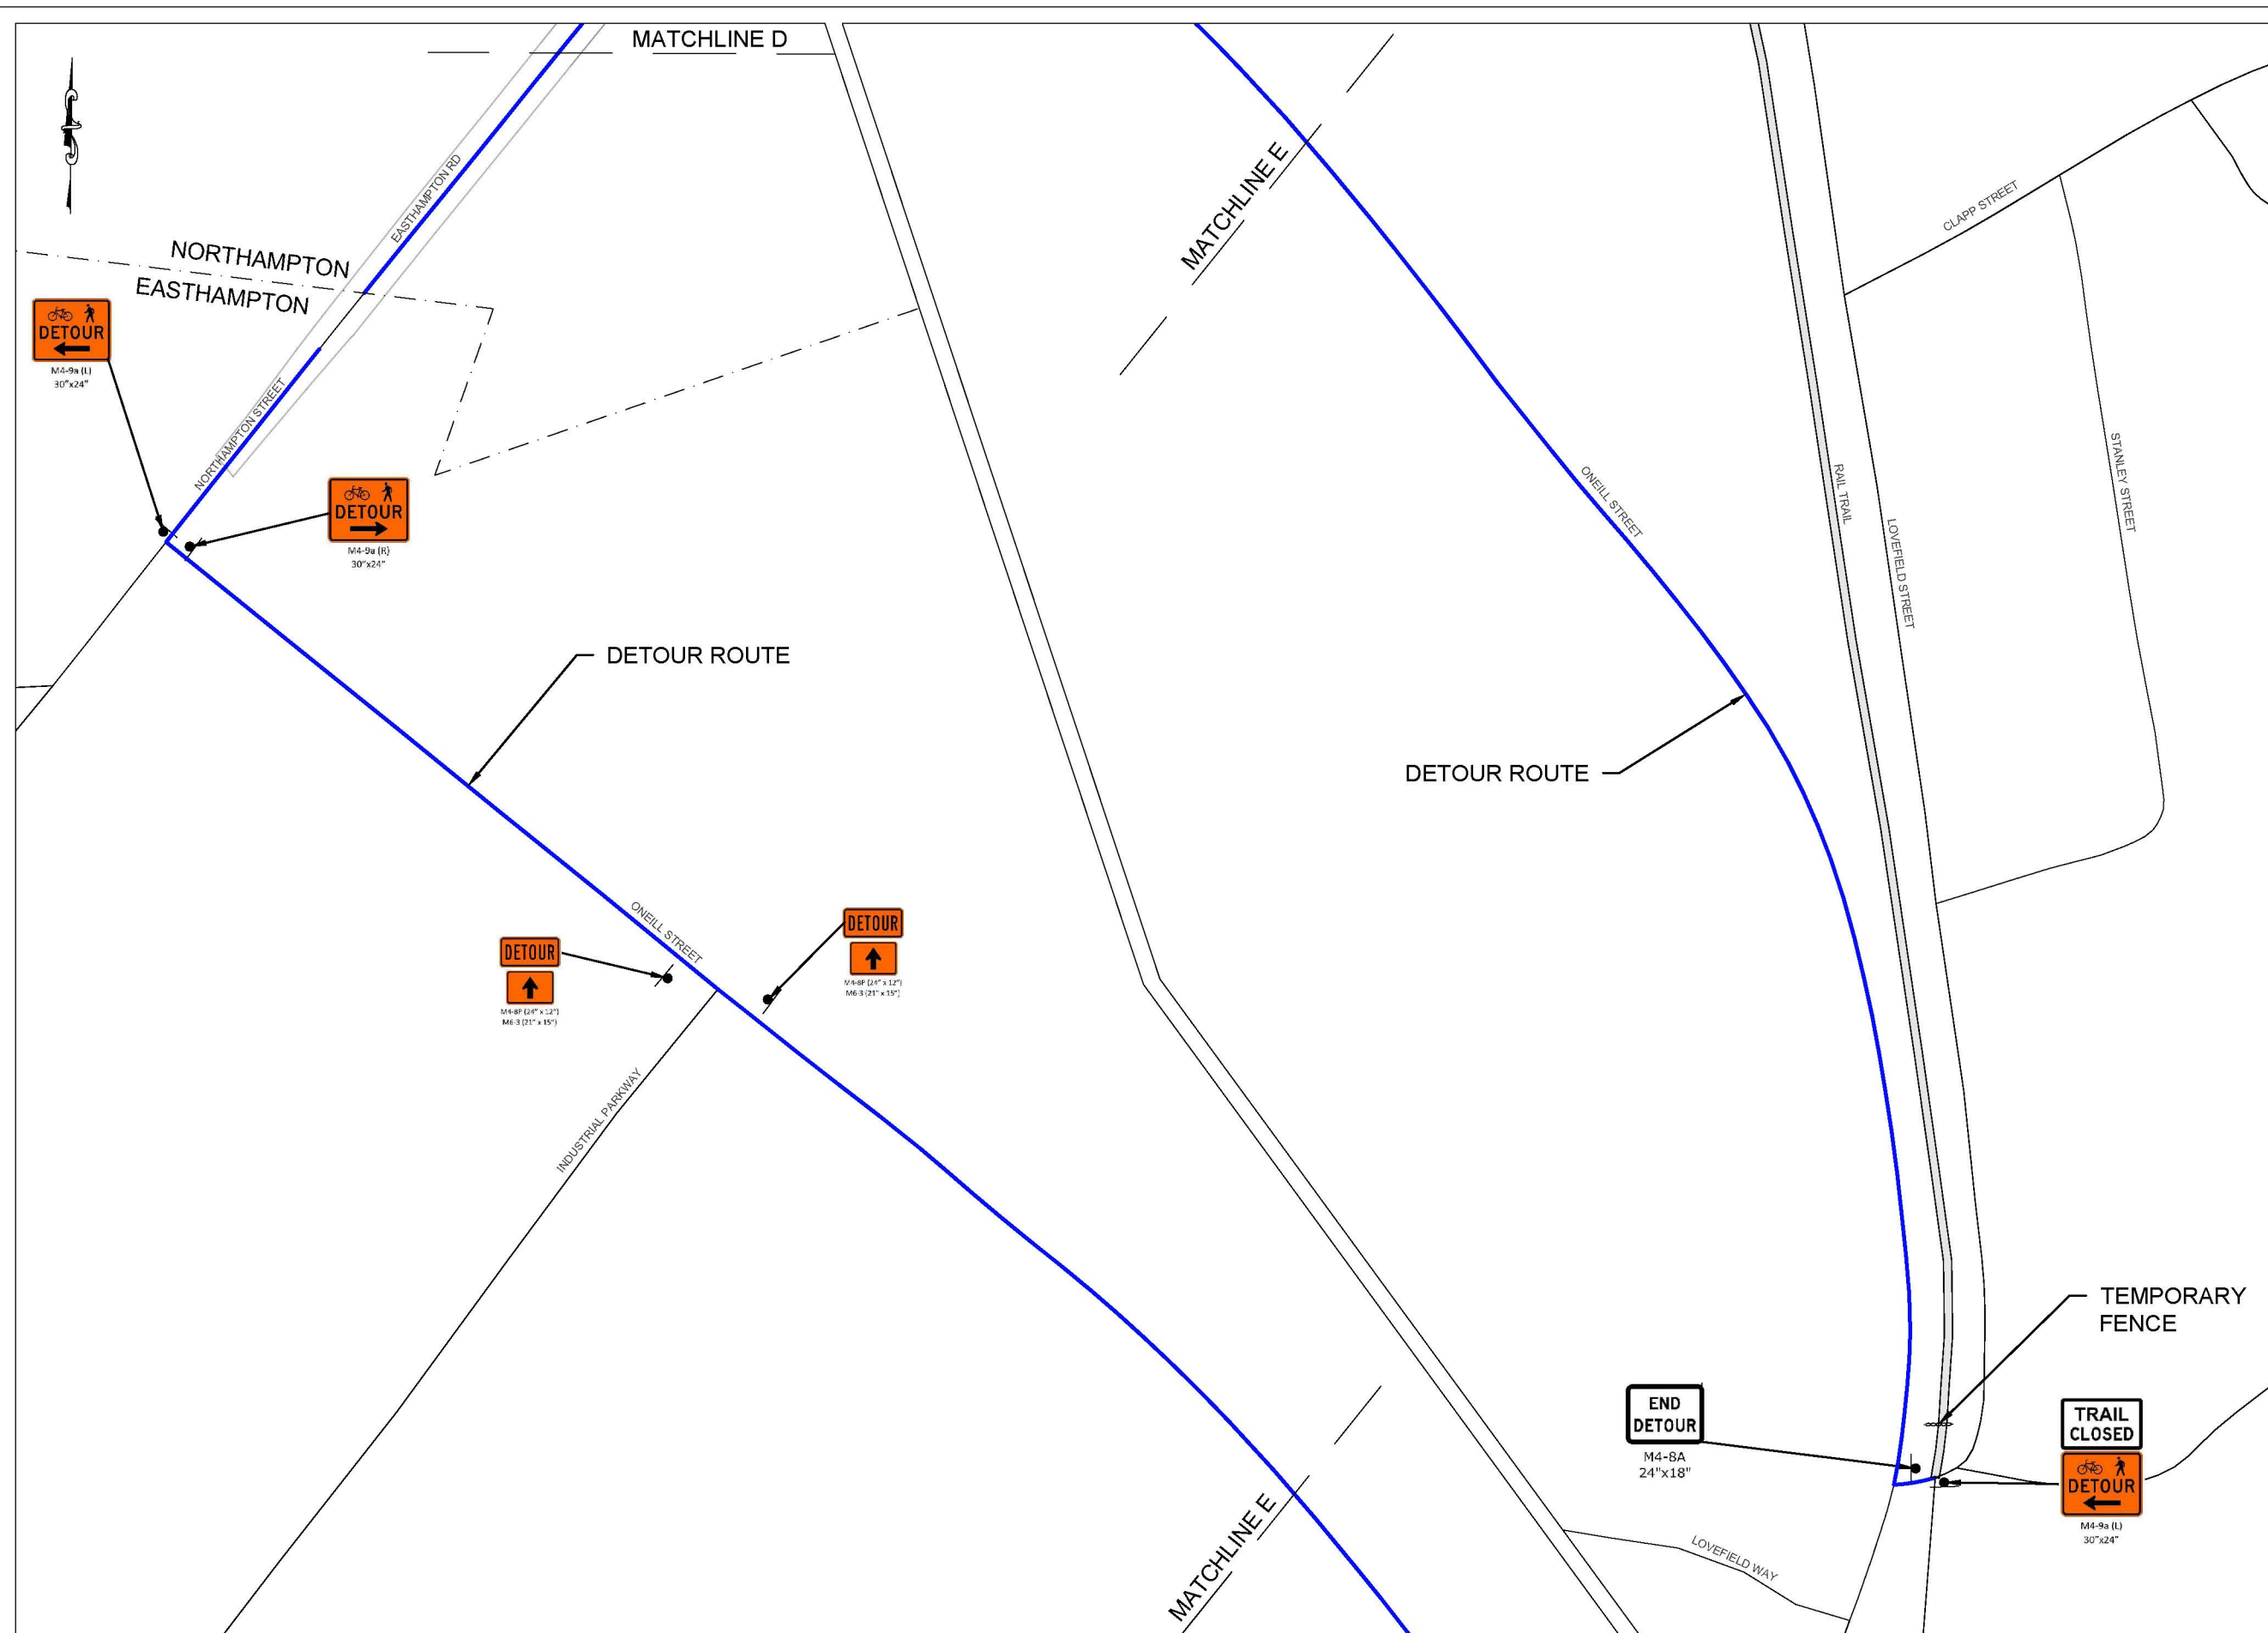 MATCHLINE D
EASTHAMPTON RD
NORTHAMPTON
EASTHAMPTON
DETOUR
M4-9a (L)
30"x24"
NORTHAMPTON STREET
DETOUR
M4-9a (R)
30"x24"
DETOUR ROUTE
ONEILL STREET
DETOUR
M4-8P (24" x 12")
M6-3 (21" x 15")
DETOUR
M4-8P (24" x 12")
M6-3 (21" x 15")
INDUSTRIAL PARKWAY
MATCHLINE E
MATCHLINE E
CLAPP STREET
ONEILL STREET
RAIL TRAIL
LOVEFIELD STREET
STANLEY STREET
DETOUR ROUTE
TEMPORARY
FENCE
END
DETOUR
M4-8A
24"x18"
TRAIL
CLOSED
DETOUR
M4-9a (L)
30"x24"
LOVEFIELD WAY